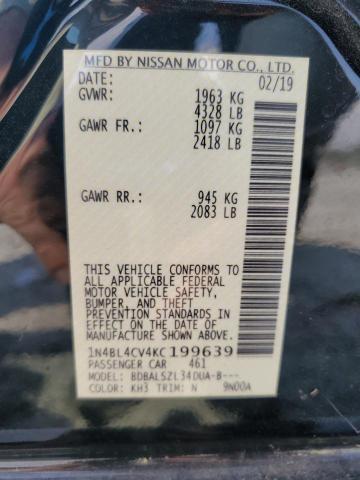 MFD BY NISSAN MOTOR CO., LTD.
DATE: 02/19
GVWR: 1963 KG
4328 LB
GAWR FR.: 1097 KG
2418 LB
GAWR RR.: 945 KG
2083 LB
THIS VEHICLE CONFORMS TO
ALL APPLICABLE FEDERAL
MOTOR VEHICLE SAFETY,
BUMPER, AND THEFT
PREVENTION STANDARDS
IN EFFECT ON THE DATE OF
MANUFACTURE SHOWN ABOVE.
1N4BL4CV4KC199639
PASSENGER CAR 461
MODEL: BDBALSZL34DUA-B---
COLOR: KH3 TRIM: N 9N00A